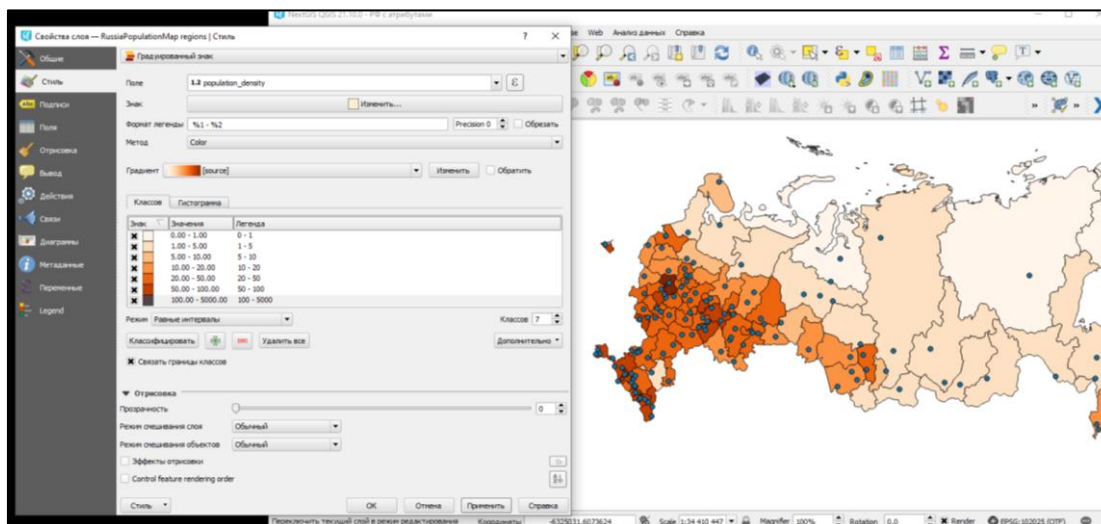 NextGIS QGIS 21.10.0 - РФ с атрибутами
Свойства слоя — RussiaPopulationMap regions | Стиль
? ×
Web Анализ данных Справка
Общие
Стиль
Подписи
Поля
Отрисовка
Вывод
Действия
Связи
Диаграммы
Метаданные
Переменные
Legend
Градуированный знак
Поле 1.2 population_density ε
Знак Изменить...
Формат легенды %1 - %2 Precision 0 Обрезать
Метод Color
Градиент [source] Изменить Обратить
Классов Гистограмма
Знак Значения Легенда
0.00 - 1.00 0 - 1
1.00 - 5.00 1 - 5
5.00 - 10.00 5 - 10
10.00 - 20.00 10 - 20
20.00 - 50.00 20 - 50
50.00 - 100.00 50 - 100
100.00 - 5000.00 100 - 5000
Режим Равные интервалы Классов 7
Классифицировать Удалить все Дополнительно
Связать границы классов
Отрисовка
Прозрачность 0
Режим смешивания слоя Обычный
Режим смешивания объектов Обычный
Эффекты отрисовки
Control feature rendering order
Стиль OK Отмена Применить Справка
Переключить текущий слой в режим редактирования Координаты -6325031.6073624 Scale 1:34 410 447 Magnifier 100% Rotation 0,0 Render EPSG:102025 (OTF)